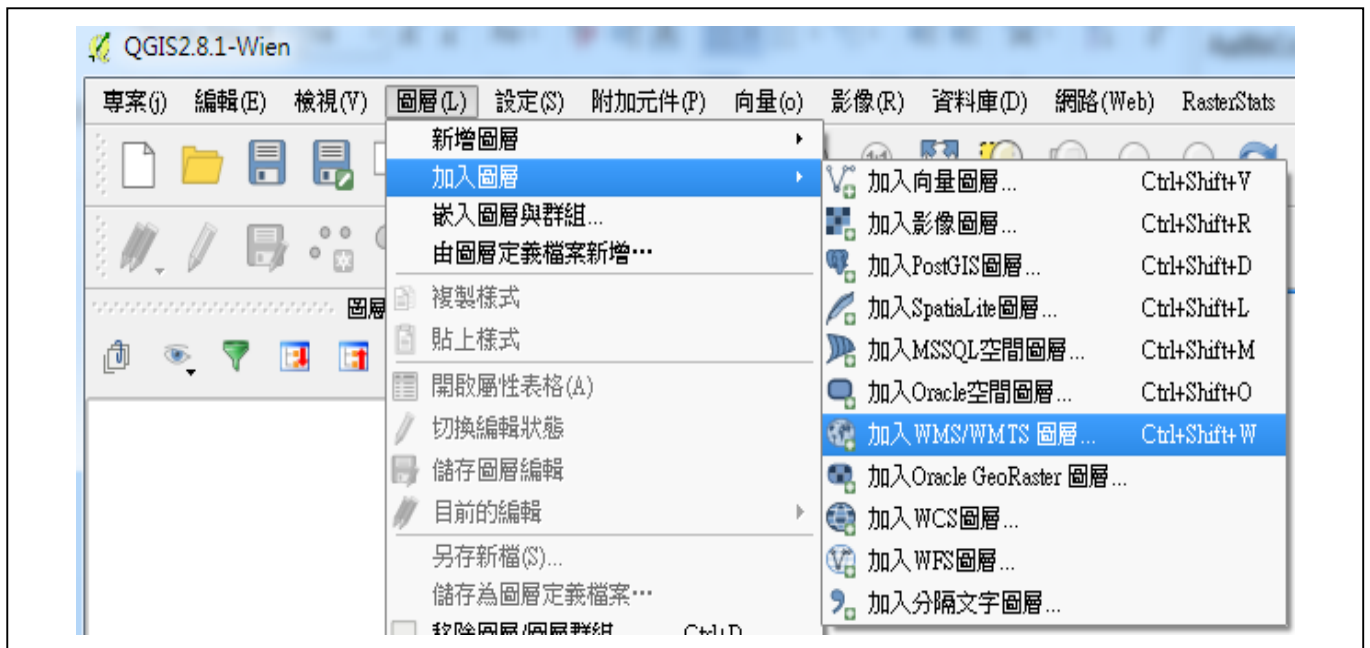 QGIS2.8.1-Wien
專案(j) 編輯(E) 檢視(V) 圖層(L) 設定(S) 附加元件(P) 向量(o) 影像(R) 資料庫(D) 網路(Web) RasterStats
新增圖層
加入圖層
嵌入圖層與群組...
由圖層定義檔案新增…
複製樣式
貼上樣式
開啟屬性表格(A)
切換編輯狀態
儲存圖層編輯
目前的編輯
另存新檔(S)...
儲存為圖層定義檔案…
移除圖層/圖層群組 Ctrl+D
加入向量圖層... Ctrl+Shift+V
加入影像圖層... Ctrl+Shift+R
加入PostGIS圖層... Ctrl+Shift+D
加入SpatiaLite圖層... Ctrl+Shift+L
加入MSSQL空間圖層... Ctrl+Shift+M
加入Oracle空間圖層... Ctrl+Shift+O
加入WMS/WMTS 圖層... Ctrl+Shift+W
加入Oracle GeoRaster 圖層...
加入WCS圖層...
加入WFS圖層...
加入分隔文字圖層...
圖層